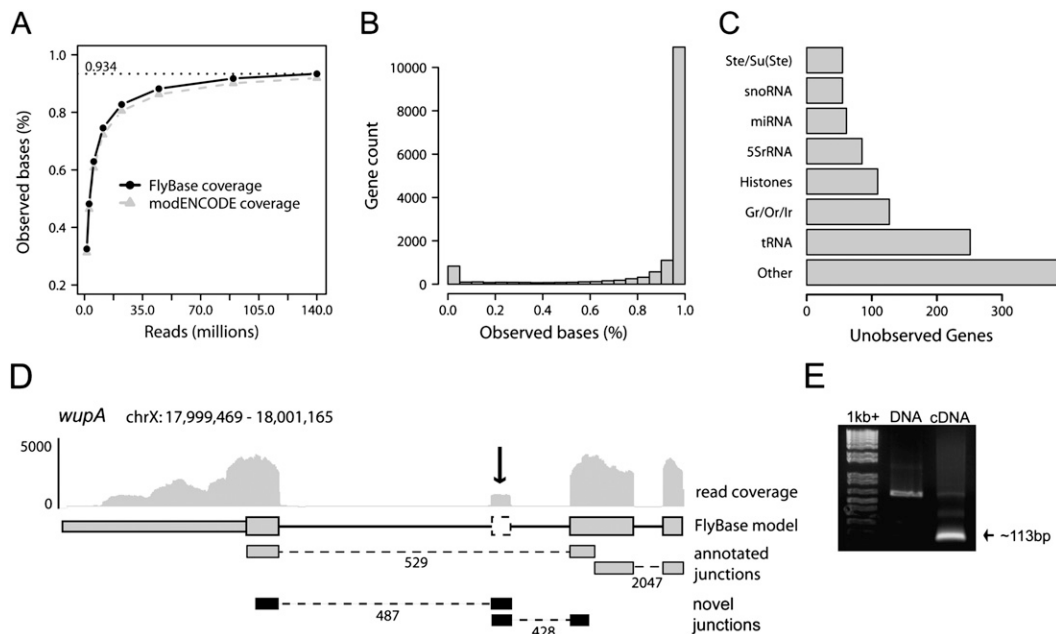 A
1.0
0.934
0.8
0.6
0.4
0.2
Observed bases (%)
FlyBase coverage
modENCODE coverage
0.0 35.0 70.0 105.0 140.0
Reads (millions)
B
10000
8000
6000
4000
2000
0
Gene count
0.0 0.2 0.4 0.6 0.8 1.0
Observed bases (%)
C
Ste/Su(Ste)
snoRNA
miRNA
5SrRNA
Histones
Gr/Or/Ir
tRNA
Other
0 100 200 300
Unobserved Genes
D
wupA chrX: 17,999,469 - 18,001,165
5000
0
read coverage
FlyBase model
annotated
junctions
529
2047
novel
junctions
487
428
E
1kb+ DNA cDNA
~113bp